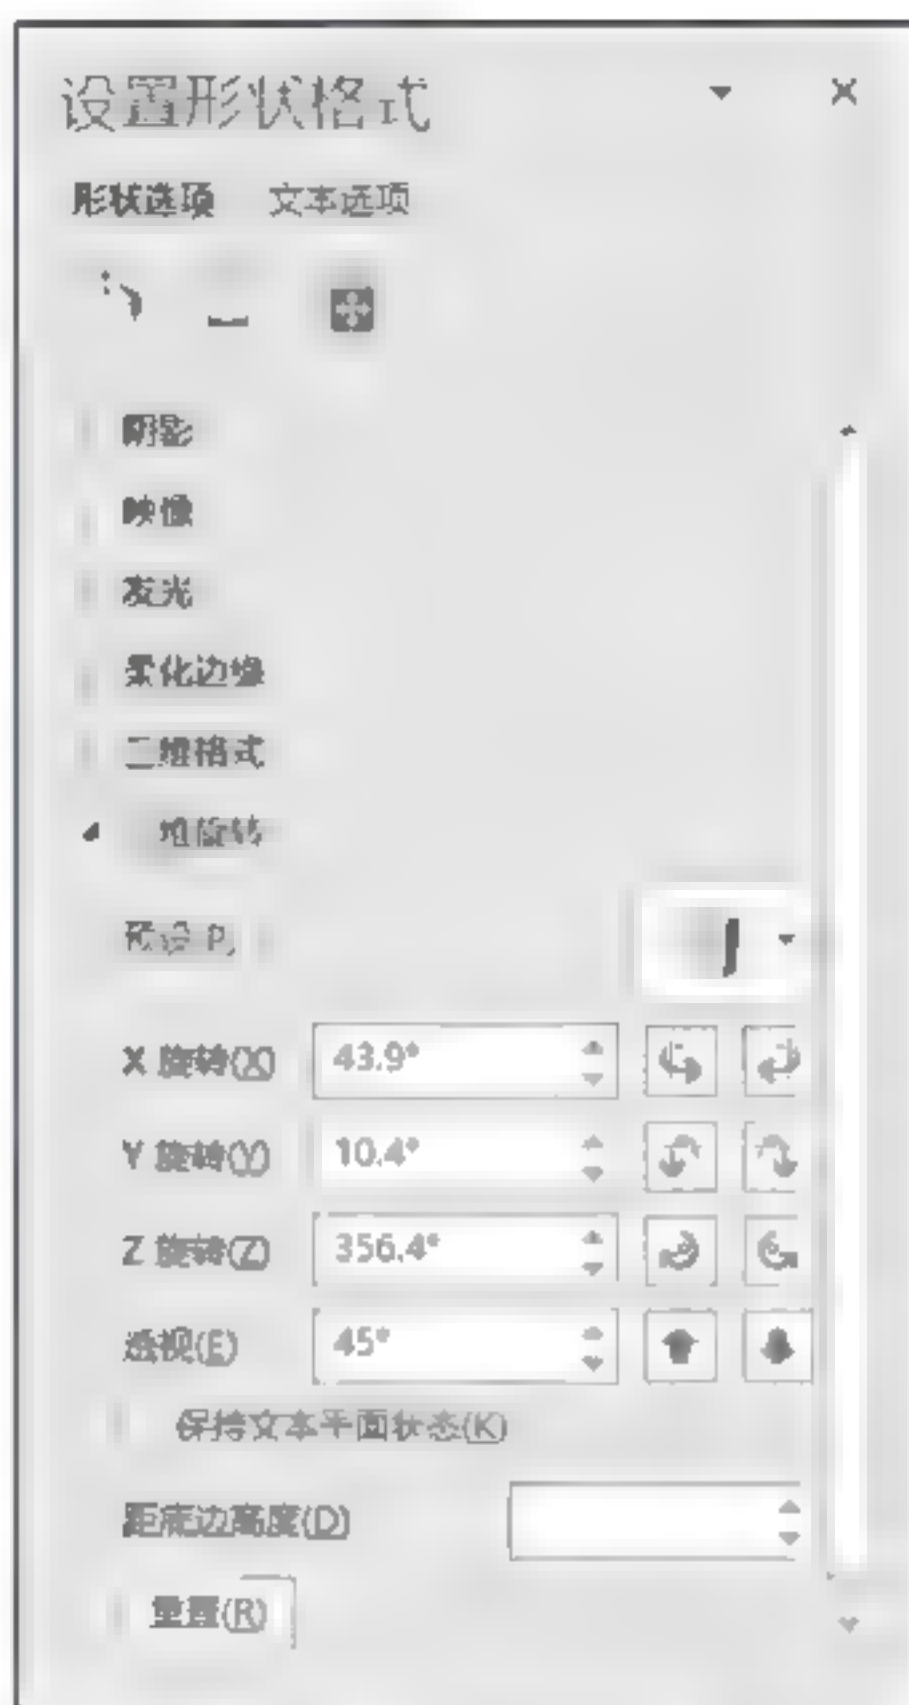 设置形状格式
形状选项 文本选项
阴影
映像
发光
柔化边缘
三维格式
维旋转
预设(P)
X 旋转(X) 43.9°
Y 旋转(Y) 10.4°
Z 旋转(Z) 356.4°
透视(E) 45°
保持文本平面状态(K)
距底边高度(D)
重置(R)